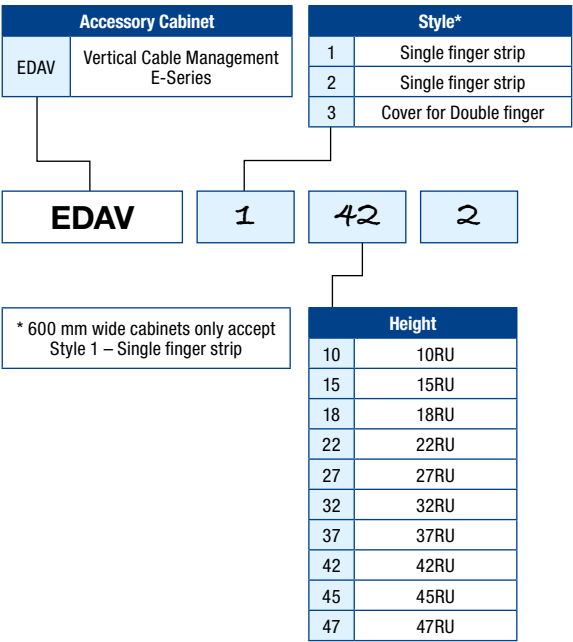 Accessory Cabinet
EDAV
Vertical Cable Management
E-Series
Style*
1 Single finger strip
2 Single finger strip
3 Cover for Double finger
EDAV 1 42 2
* 600 mm wide cabinets only accept
Style 1 – Single finger strip
Height
10 10RU
15 15RU
18 18RU
22 22RU
27 27RU
32 32RU
37 37RU
42 42RU
45 45RU
47 47RU